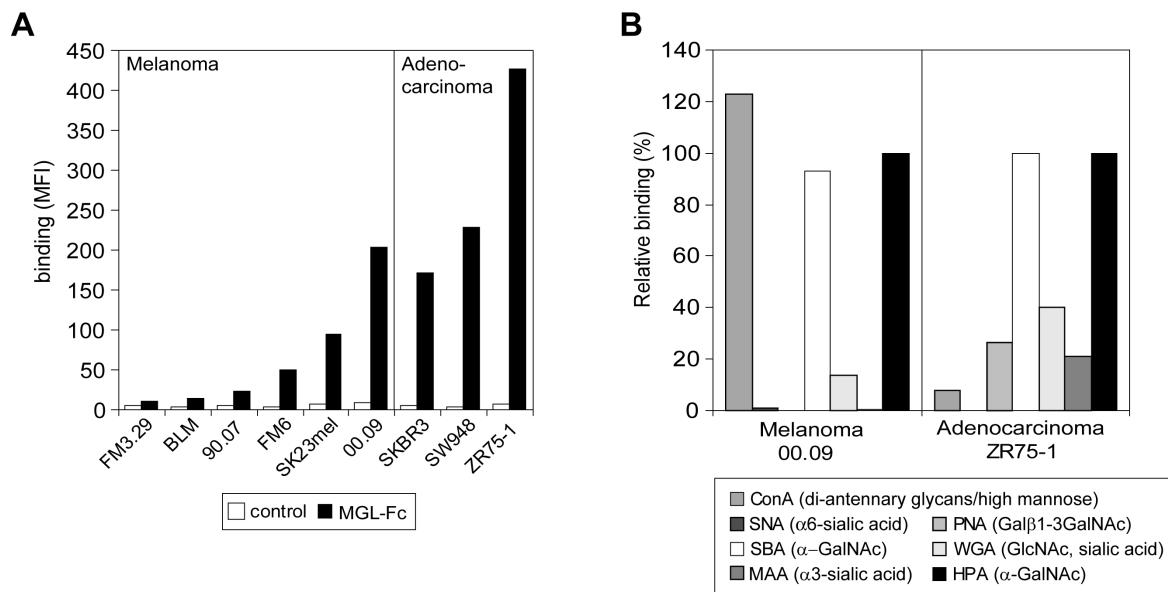 A
450
400
350
300
250
200
150
100
50
0
binding (MFI)
Melanoma
Adeno-
carcinoma
FM3.29
BLM
90.07
FM6
SK23mel
00.09
SKBR3
SW948
ZR75-1
control MGL-Fc
B
140
120
100
80
60
40
20
0
Relative binding (%)
Melanoma
00.09
Adenocarcinoma
ZR75-1
ConA (di-antennary glycans/high mannose)
SNA (α6-sialic acid) PNA (Galβ1-3GalNAc)
SBA (α−GalNAc) WGA (GlcNAc, sialic acid)
MAA (α3-sialic acid) HPA (α-GalNAc)